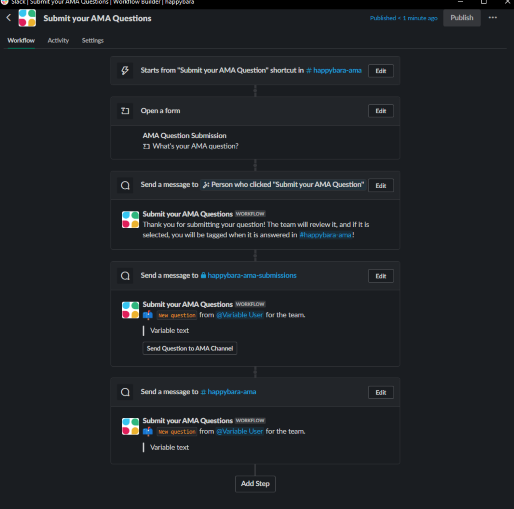 Slack | Submit your AMA Questions | Workflow Builder | happybara
Submit your AMA Questions
Published < 1 minute ago
Publish
Workflow
Activity
Settings
Starts from "Submit your AMA Question" shortcut in # happybara-ama
Edit
Open a form
Edit
AMA Question Submission
What's your AMA question?
Send a message to Person who clicked "Submit your AMA Question"
Edit
Submit your AMA Questions WORKFLOW
Thank you for submitting your question! The team will review it, and if it is
selected, you will be tagged when it is answered in #happybara-ama!
Send a message to happybara-ama-submissions
Edit
Submit your AMA Questions WORKFLOW
New question from @Variable User for the team.
Variable text
Send Question to AMA Channel
Send a message to happybara-ama
Edit
Submit your AMA Questions WORKFLOW
New question from @Variable User for the team.
Variable text
Add Step